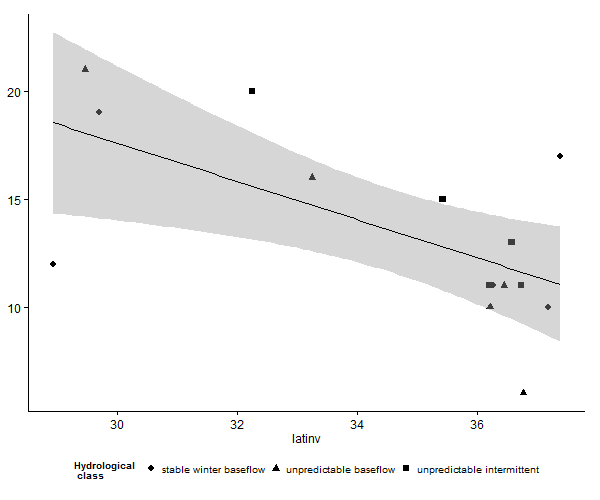 20
15
10
30 32 34 36
latinv
Hydrological
class
stable winter baseflow unpredictable baseflow unpredictable intermittent